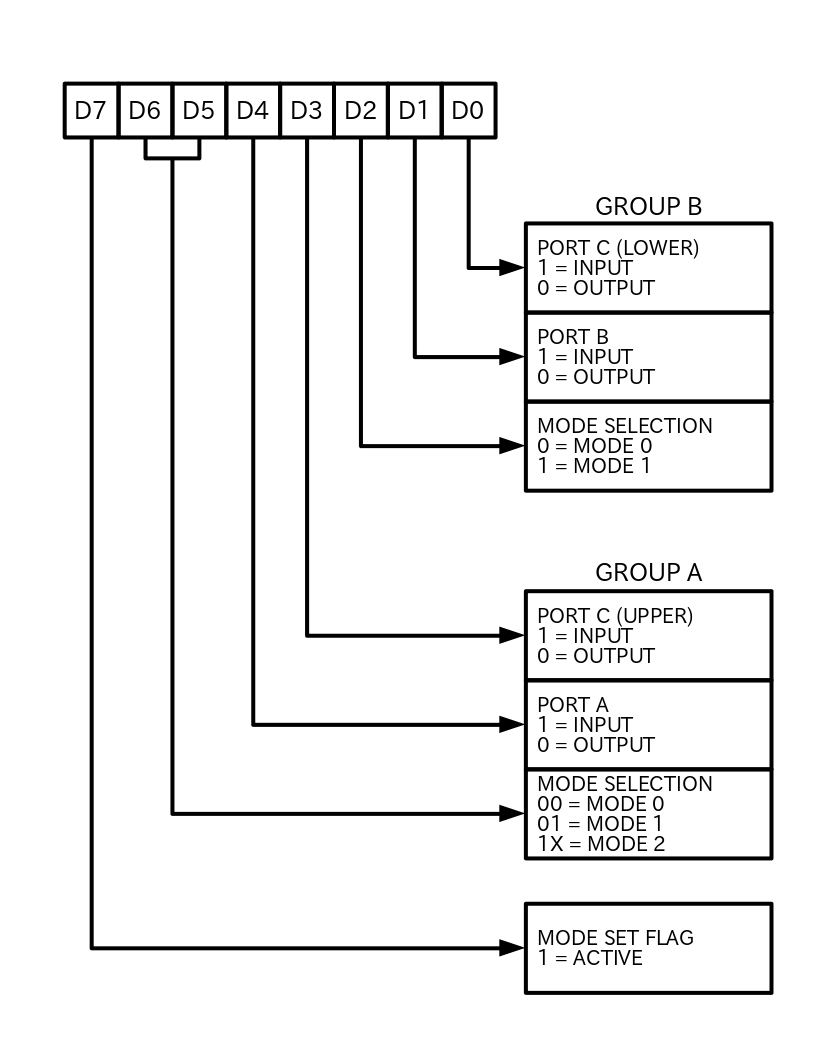 D7 D6 D5 D4 D3 D2 D1 D0
GROUP B
PORT C (LOWER)
1 = INPUT
0 = OUTPUT
PORT B
1 = INPUT
0 = OUTPUT
MODE SELECTION
0 = MODE 0
1 = MODE 1
GROUP A
PORT C (UPPER)
1 = INPUT
0 = OUTPUT
PORT A
1 = INPUT
0 = OUTPUT
MODE SELECTION
00 = MODE 0
01 = MODE 1
1X = MODE 2
MODE SET FLAG
1 = ACTIVE